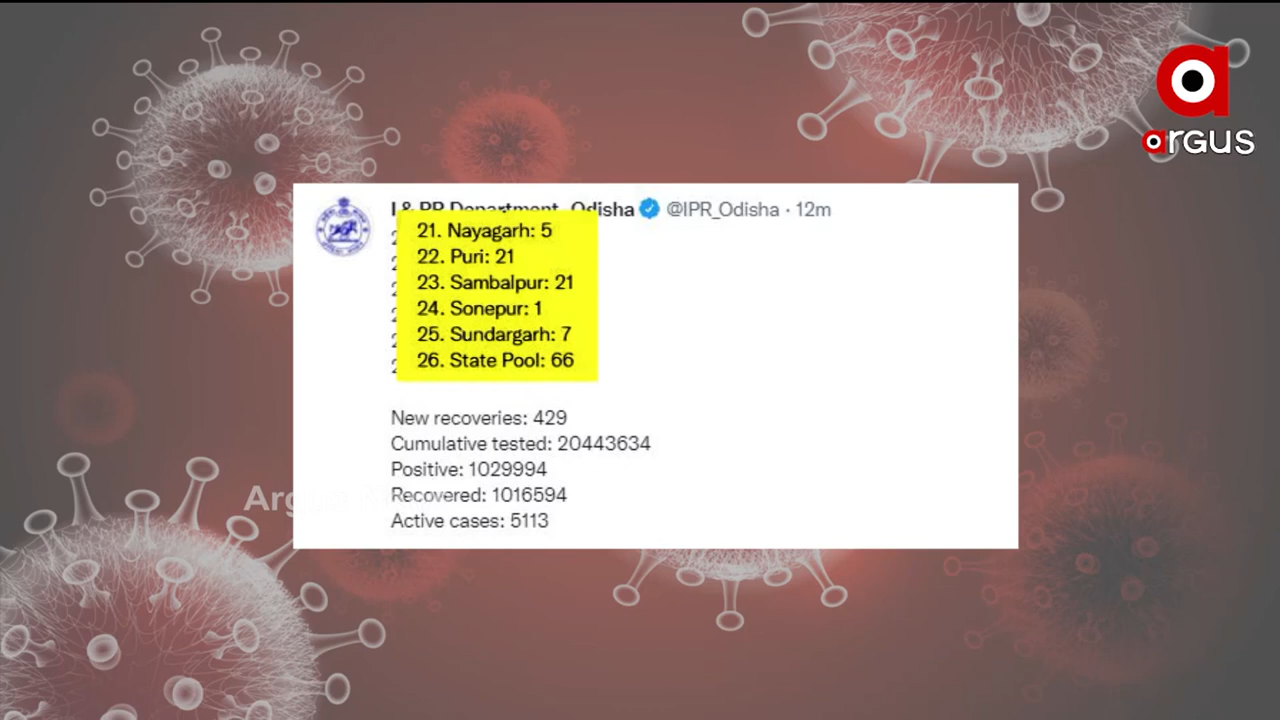 argus
I & PR Department, Odisha @IPR_Odisha · 12m
21. Nayagarh: 5
22. Puri: 21
23. Sambalpur: 21
24. Sonepur: 1
25. Sundargarh: 7
26. State Pool: 66
New recoveries: 429
Cumulative tested: 20443634
Positive: 1029994
Recovered: 1016594
Active cases: 5113